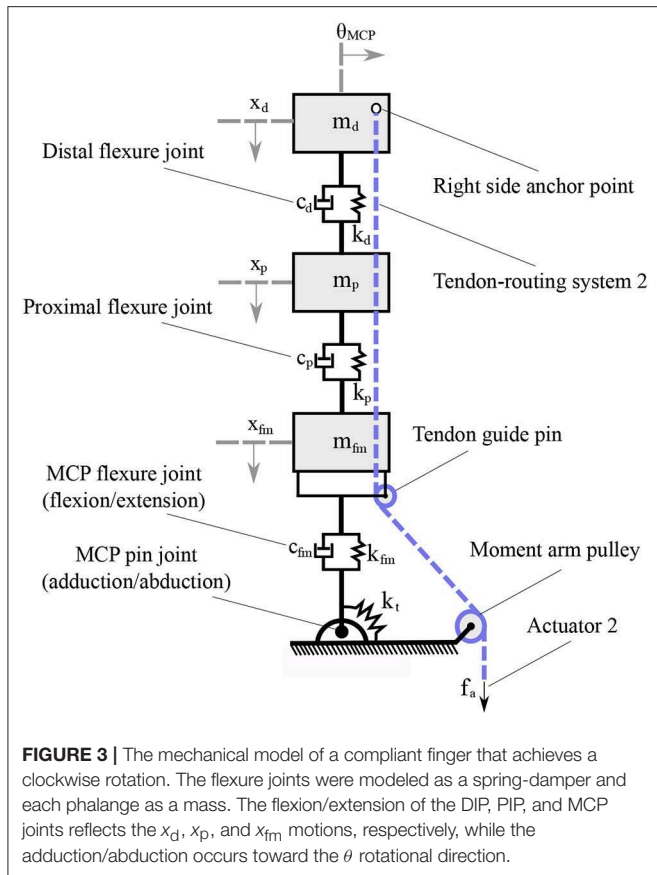 θMCP
xd
md
Distal flexure joint
Right side anchor point
cd
kd
Tendon-routing system 2
xp
mp
Proximal flexure joint
cp
kp
xfm
mfm
Tendon guide pin
MCP flexure joint
(flexion/extension)
cfm
kfm
Moment arm pulley
MCP pin joint
(adduction/abduction)
kt
Actuator 2
fa
FIGURE 3 | The mechanical model of a compliant finger that achieves a
clockwise rotation. The flexure joints were modeled as a spring-damper and
each phalange as a mass. The flexion/extension of the DIP, PIP, and MCP
joints reflects the xd, xp, and xfm motions, respectively, while the
adduction/abduction occurs toward the θ rotational direction.